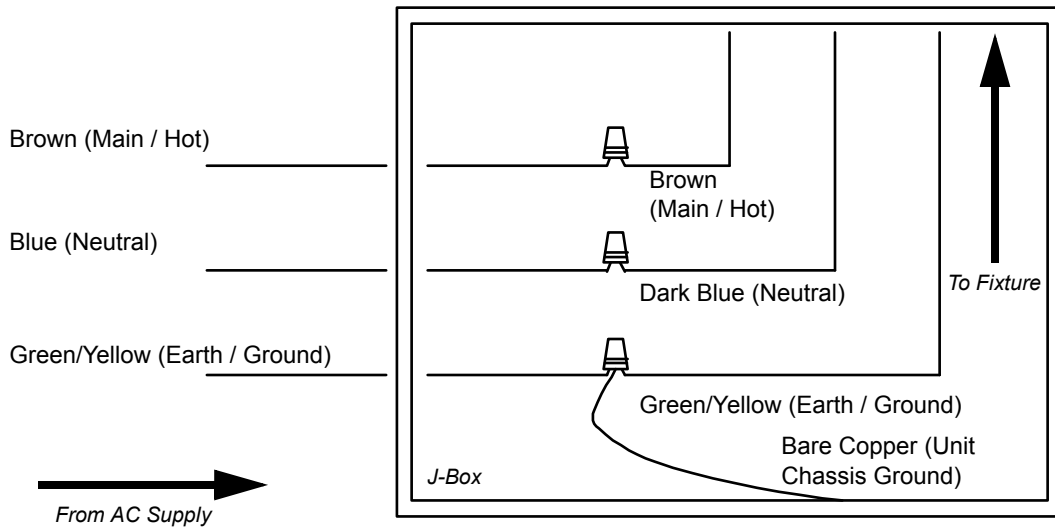 Brown (Main / Hot)
Brown
(Main / Hot)
Blue (Neutral)
Dark Blue (Neutral)
To Fixture
Green/Yellow (Earth / Ground)
Green/Yellow (Earth / Ground)
Bare Copper (Unit
Chassis Ground)
J-Box
From AC Supply